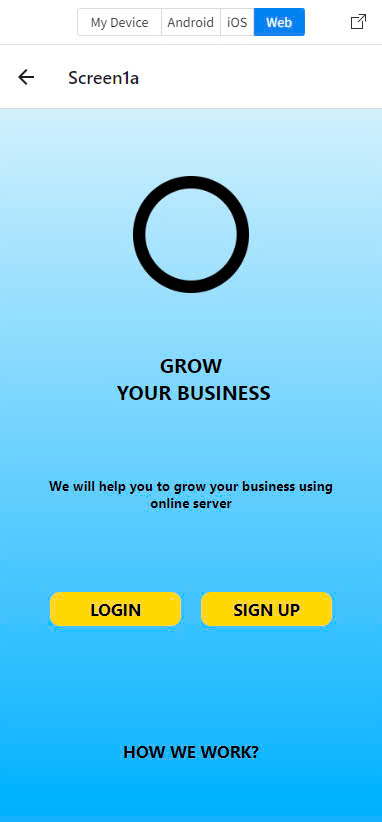 My Device Android iOS Web
Screen1a
GROW
YOUR BUSINESS
We will help you to grow your business using
online server
LOGIN SIGN UP
HOW WE WORK?